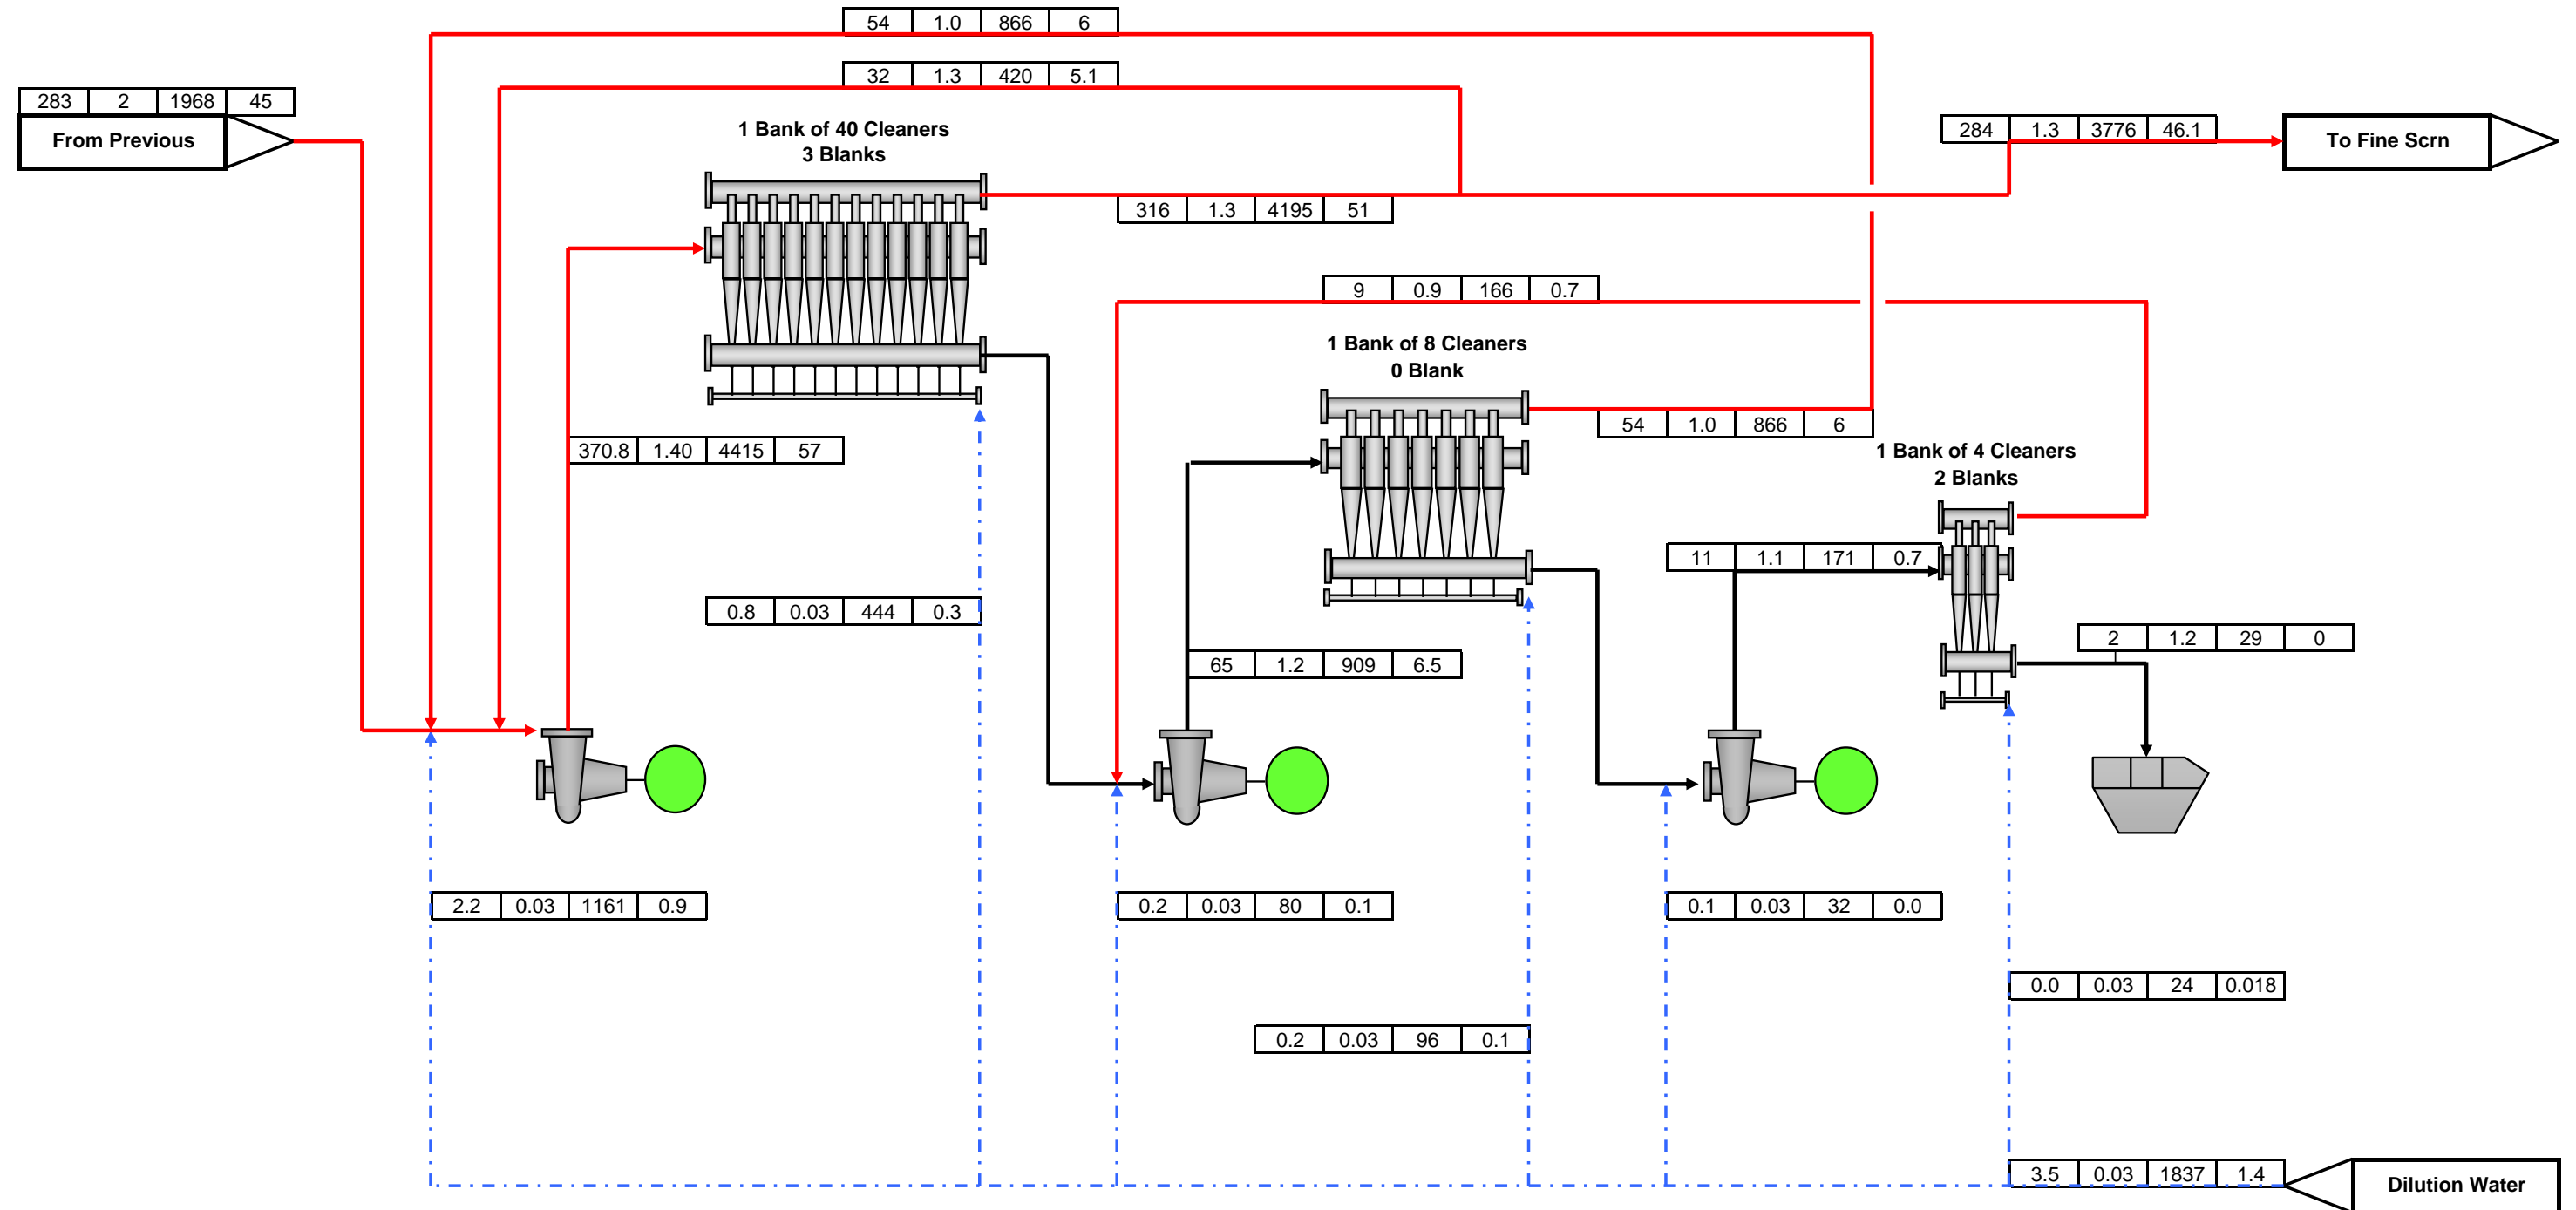 54 1.0 866 6
32 1.3 420 5.1
283 2 1968 45
From Previous
1 Bank of 40 Cleaners
3 Blanks
284 1.3 3776 46.1
To Fine Scrn
316 1.3 4195 51
9 0.9 166 0.7
1 Bank of 8 Cleaners
0 Blank
54 1.0 866 6
370.8 1.40 4415 57
1 Bank of 4 Cleaners
2 Blanks
11 1.1 171 0.7
0.8 0.03 444 0.3
2 1.2 29 0
65 1.2 909 6.5
2.2 0.03 1161 0.9
0.2 0.03 80 0.1
0.1 0.03 32 0.0
0.0 0.03 24 0.018
0.2 0.03 96 0.1
3.5 0.03 1837 1.4
Dilution Water